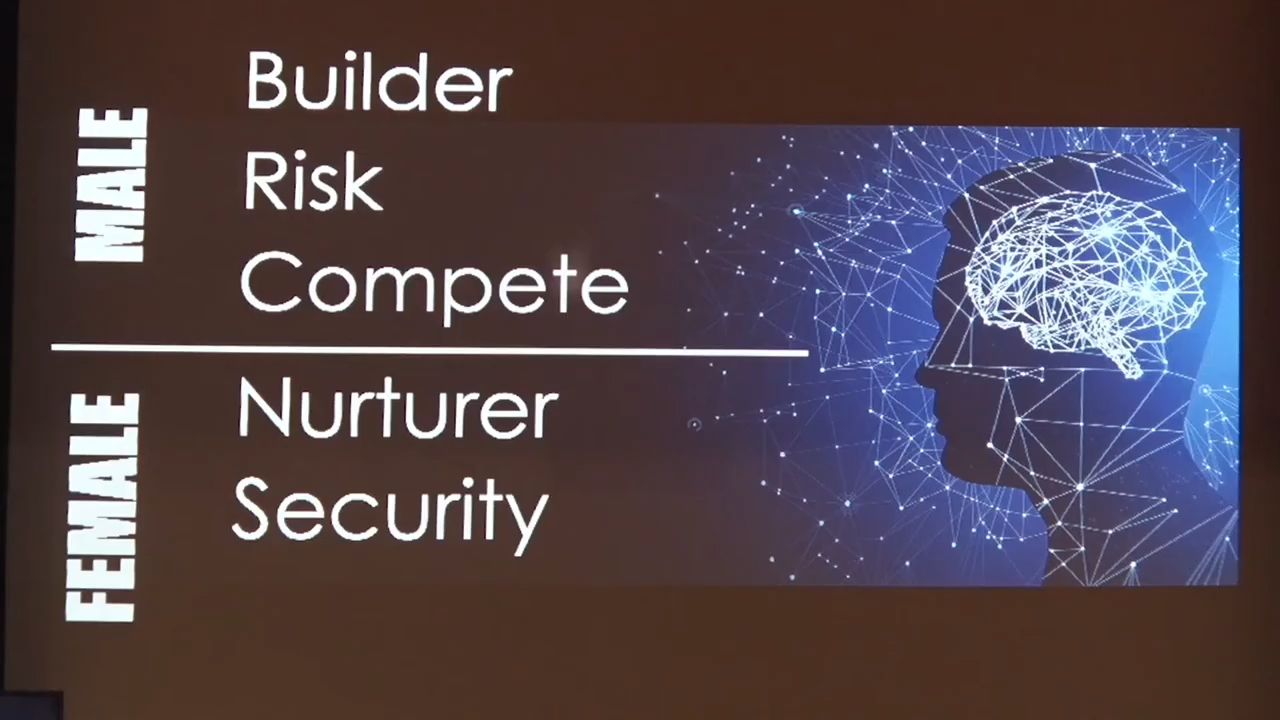 MALE
Builder
Risk
Compete
FEMALE
Nurturer
Security